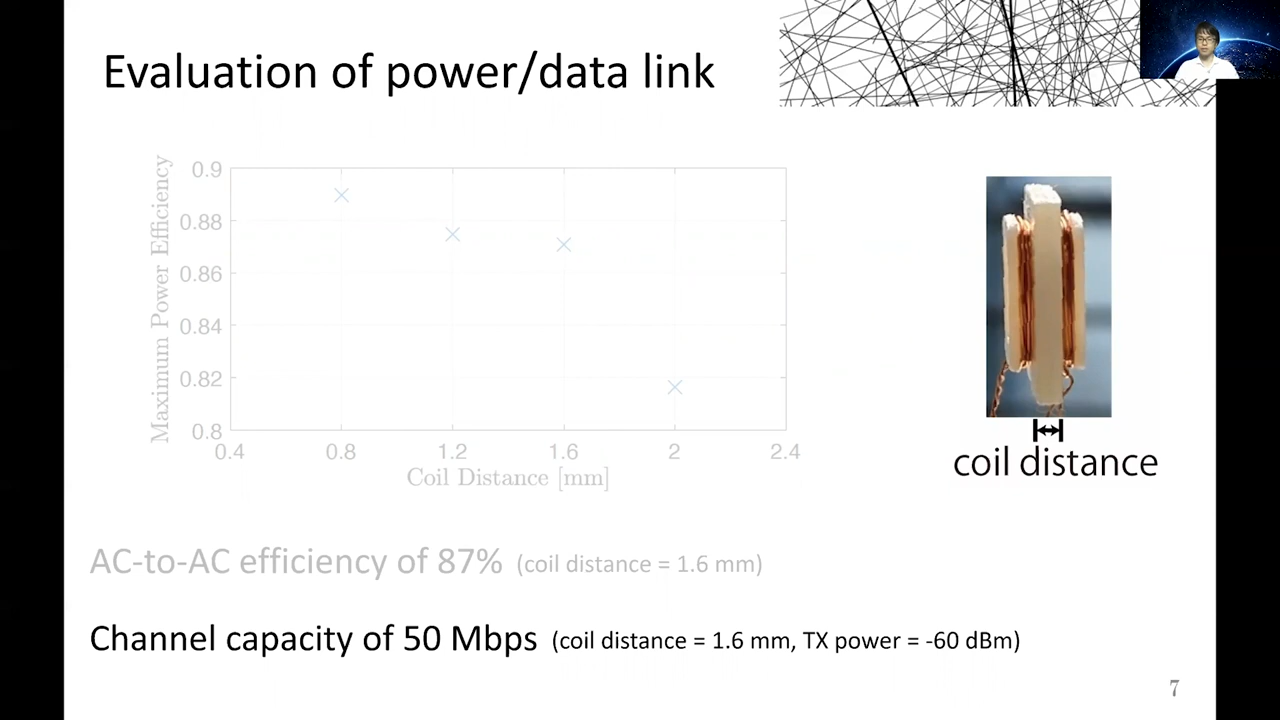 Evaluation of power/data link
Maximum Power Efficiency
0.9
0.88
0.86
0.84
0.82
0.8
0.4 0.8 1.2 1.6 2 2.4
Coil Distance [mm]
coil distance
AC-to-AC efficiency of 87% (coil distance = 1.6 mm)
Channel capacity of 50 Mbps (coil distance = 1.6 mm, TX power = -60 dBm)
7